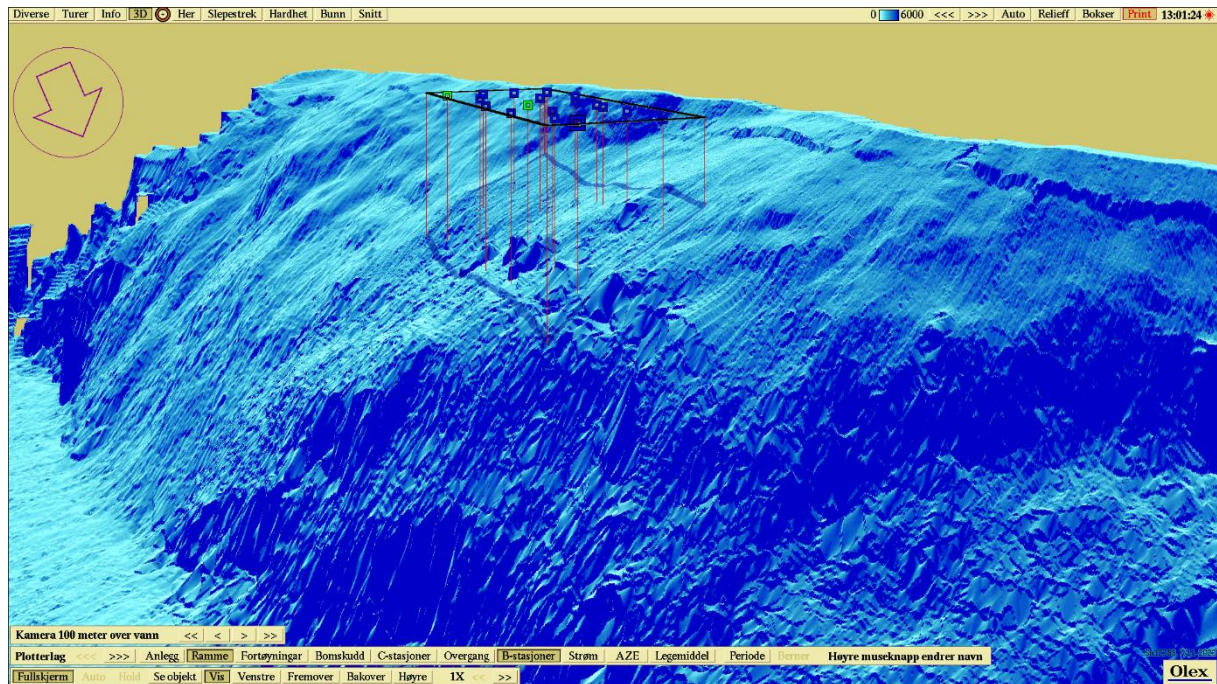 Diverse Turer Info 3D Her Slepestrek Hardhet Bunn Snitt 0 6000 <<< >>> Auto Relieff Bokser Print 13:01:24
Kamera 100 meter over vann << < > >>
Plotterlag <<< >>> Anlegg Ramme Fortøyningar Bomskudd C-stasjoner Overgang B-stasjoner Strøm AZE Legemiddel Periode Berner Høyre museknapp endrer navn
Fullskjerm Auto Hold Se objekt Vis Venstre Fremover Bakover Høyre 1X << >>
Olex